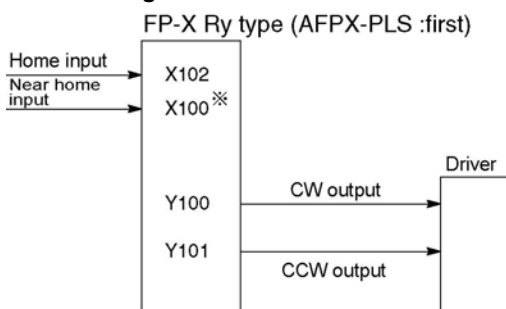 FP-X Ry type (AFPX-PLS :first)
Home input
X102
Near home
input
X100※
Driver
Y100
CW output
Y101
CCW output